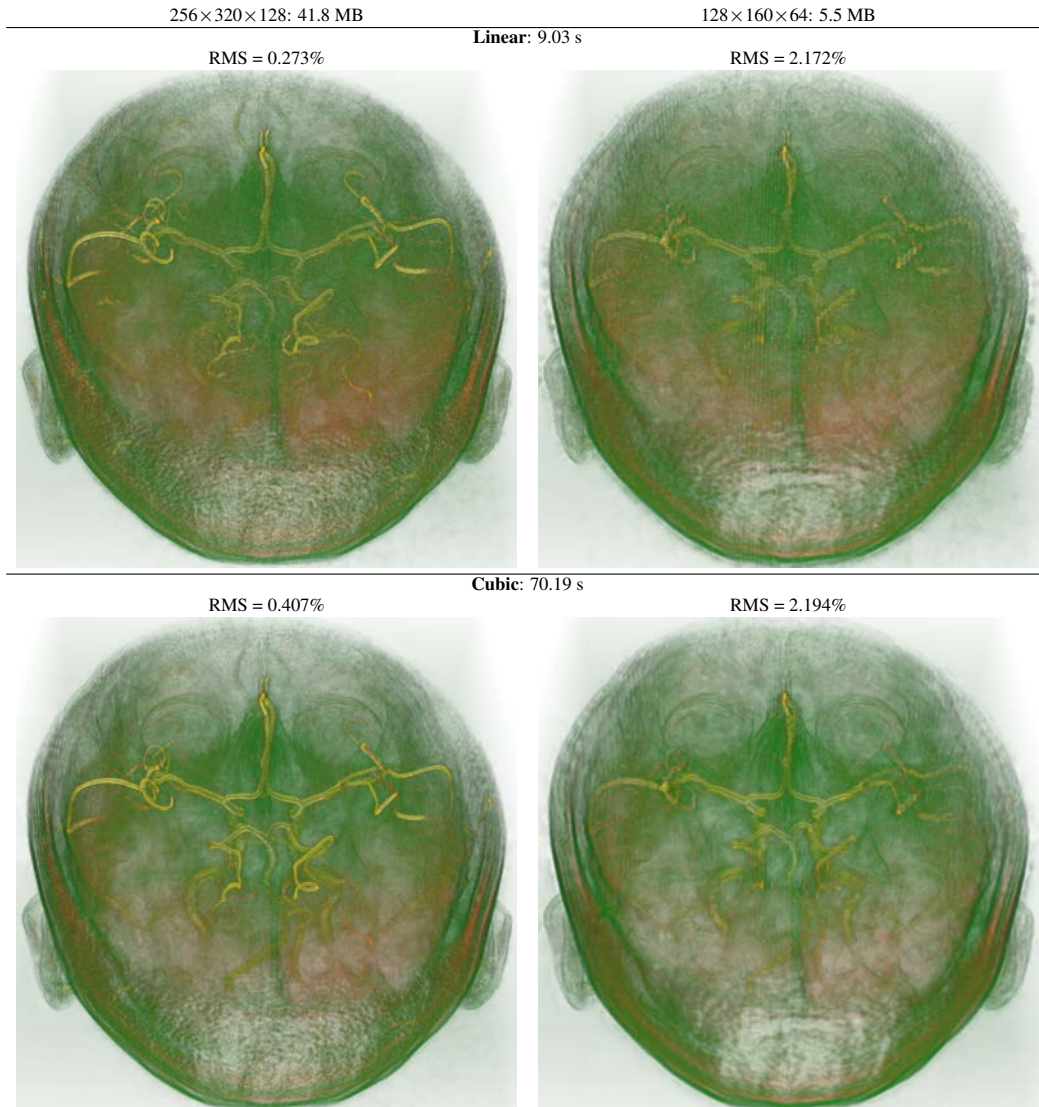 256×320×128: 41.8 MB
128×160×64: 5.5 MB
Linear: 9.03 s
RMS = 0.273%
RMS = 2.172%
Cubic: 70.19 s
RMS = 0.407%
RMS = 2.194%